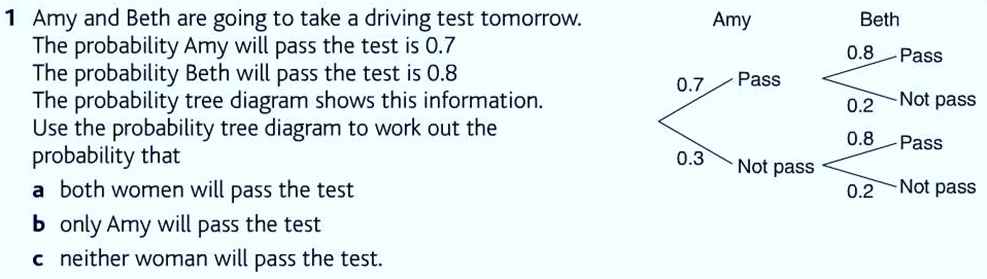 1 Amy and Beth are going to take a driving test tomorrow.
The probability Amy will pass the test is 0.7
The probability Beth will pass the test is 0.8
The probability tree diagram shows this information.
Use the probability tree diagram to work out the
probability that
a both women will pass the test
b only Amy will pass the test
c neither woman will pass the test.
Amy Beth
0.8 Pass
0.7 Pass
0.2 Not pass
0.8 Pass
0.3 Not pass
0.2 Not pass